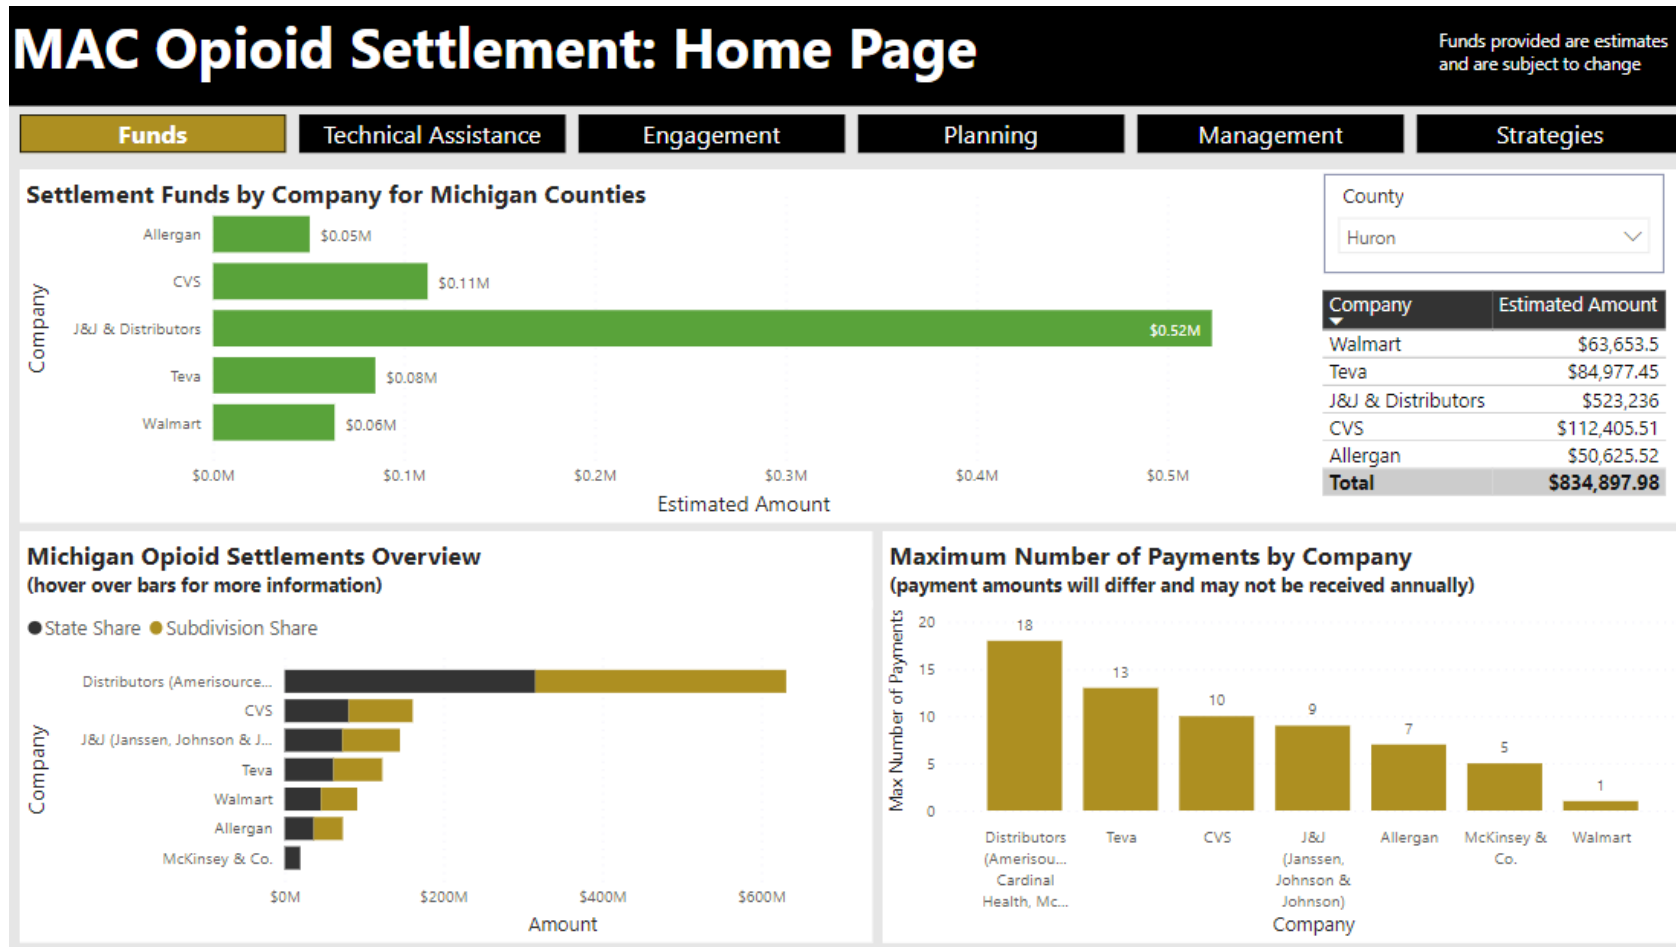 MAC Opioid Settlement: Home Page
Funds provided are estimates
and are subject to change
Funds
Technical Assistance
Engagement
Planning
Management
Strategies
Settlement Funds by Company for Michigan Counties
Company
Allergan
$0.05M
CVS
$0.11M
J&J & Distributors
$0.52M
Teva
$0.08M
Walmart
$0.06M
$0.0M
$0.1M
$0.2M
$0.3M
$0.4M
$0.5M
Estimated Amount
County
Huron
Company Estimated Amount
Walmart $63,653.5
Teva $84,977.45
J&J & Distributors $523,236
CVS $112,405.51
Allergan $50,625.52
Total $834,897.98
Michigan Opioid Settlements Overview
(hover over bars for more information)
State Share
Subdivision Share
Company
Distributors (Amerisource...
CVS
J&J (Janssen, Johnson & J...
Teva
Walmart
Allergan
McKinsey & Co.
$0M
$200M
$400M
$600M
Amount
Maximum Number of Payments by Company
(payment amounts will differ and may not be received annually)
Max Number of Payments
20
15
10
5
0
18
13
10
9
7
5
1
Distributors
(Amerisou...
Cardinal
Health, Mc...
Teva
CVS
J&J
(Janssen,
Johnson &
Johnson)
Allergan
McKinsey &
Co.
Walmart
Company